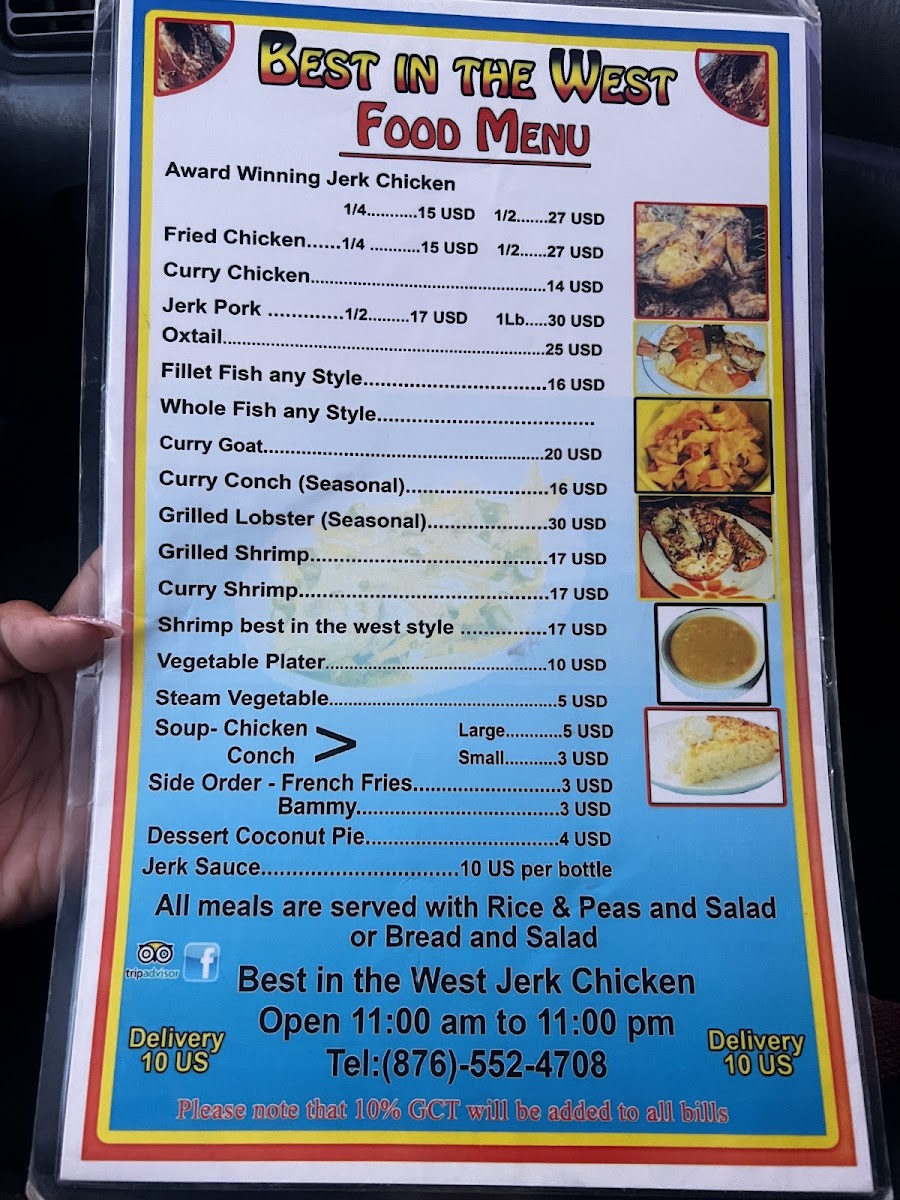 BEST IN THE WEST
FOOD MENU
Award Winning Jerk Chicken
1/4...........15 USD 1/2.......27 USD
Fried Chicken......1/4 ...........15 USD 1/2......27 USD
Curry Chicken..................................................14 USD
Jerk Pork .............1/2.........17 USD 1Lb.....30 USD
Oxtail....................................................................25 USD
Fillet Fish any Style................................16 USD
Whole Fish any Style......................................
Curry Goat...........................................................20 USD
Curry Conch (Seasonal).........................16 USD
Grilled Lobster (Seasonal).....................30 USD
Grilled Shrimp.........................................17 USD
Curry Shrimp...........................................17 USD
Shrimp best in the west style ...............17 USD
Vegetable Plater..............................................10 USD
Steam Vegetable................................................5 USD
Soup- Chicken > Large............5 USD
Conch Small...........3 USD
Side Order - French Fries.......................3 USD
Bammy...................................3 USD
Dessert Coconut Pie..............................4 USD
Jerk Sauce................................10 US per bottle
All meals are served with Rice & Peas and Salad
or Bread and Salad
tripadvisor f
Best in the West Jerk Chicken
Open 11:00 am to 11:00 pm
Tel:(876)-552-4708
Delivery
10 US
Delivery
10 US
Please note that 10% GCT will be added to all bills